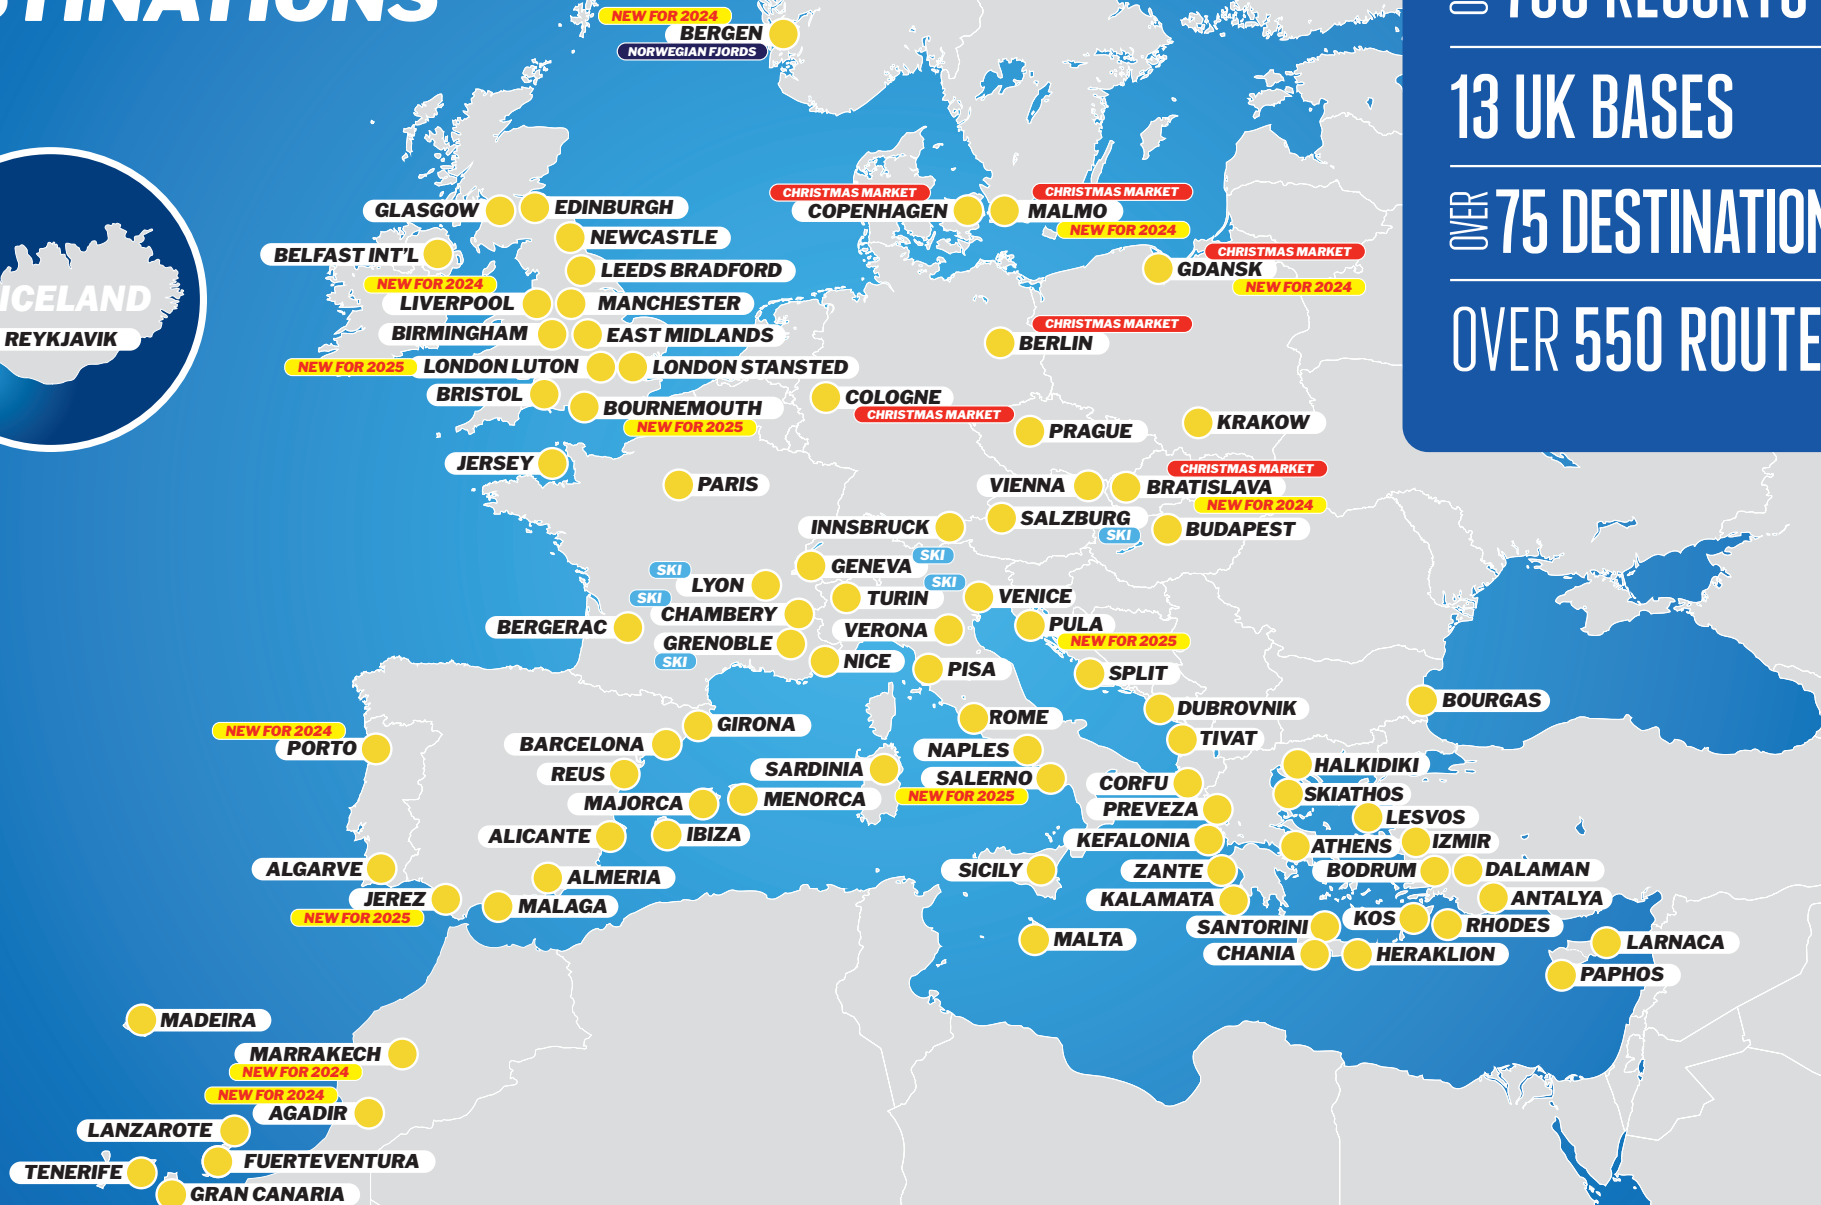 NEW FOR 2024
BERGEN
NORWEGIAN FJORDS
13 UK BASES
OVER 75 DESTINATION
OVER 550 ROUTE
ICELAND
REYKJAVIK
GLASGOW
EDINBURGH
NEWCASTLE
BELFAST INT'L
NEW FOR 2024
LEEDS BRADFORD
LIVERPOOL
MANCHESTER
BIRMINGHAM
EAST MIDLANDS
NEW FOR 2025
LONDON LUTON
LONDON STANSTED
BRISTOL
BOURNEMOUTH
NEW FOR 2025
JERSEY
CHRISTMAS MARKET
COPENHAGEN
CHRISTMAS MARKET
MALMO
NEW FOR 2024
CHRISTMAS MARKET
GDANSK
NEW FOR 2024
CHRISTMAS MARKET
BERLIN
COLOGNE
CHRISTMAS MARKET
PRAGUE
KRAKOW
PARIS
VIENNA
CHRISTMAS MARKET
BRATISLAVA
NEW FOR 2024
INNSBRUCK
SALZBURG
SKI
BUDAPEST
GENEVA
SKI
SKI
LYON
SKI
TURIN
VENICE
SKI
CHAMBERY
BERGERAC
VERONA
PULA
NEW FOR 2025
GRENOBLE
SKI
NICE
PISA
SPLIT
BOURGAS
DUBROVNIK
ROME
TIVAT
NEW FOR 2024
PORTO
GIRONA
BARCELONA
NAPLES
REUS
SARDINIA
SALERNO
NEW FOR 2025
MAJORCA
MENORCA
ALICANTE
IBIZA
HALKIDIKI
CORFU
SKIATHOS
PREVEZA
LESVOS
KEFALONIA
ATHENS
IZMIR
ALGARVE
ALMERIA
SICILY
ZANTE
BODRUM
DALAMAN
JEREZ
NEW FOR 2025
MALAGA
KALAMATA
ANTALYA
SANTORINI
KOS
RHODES
MALTA
CHANIA
HERAKLION
LARNACA
PAPHOS
MADEIRA
MARRAKECH
NEW FOR 2024
NEW FOR 2024
AGADIR
LANZAROTE
FUERTEVENTURA
TENERIFE
GRAN CANARIA